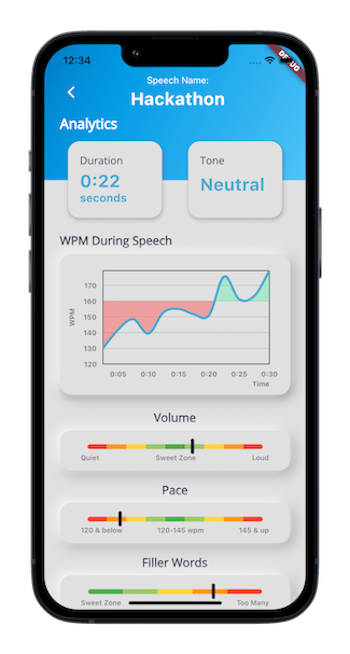 12:34
DEBUG
Speech Name:
Hackathon
Analytics
Duration
0:22
seconds
Tone
Neutral
WPM During Speech
170
160
150
140
130
120
WPM
0:05 0:10 0:15 0:20 0:25 0:30
Time
Volume
Quiet Sweet Zone Loud
Pace
120 & below 120-145 wpm 145 & up
Filler Words
Sweet Zone Too Many